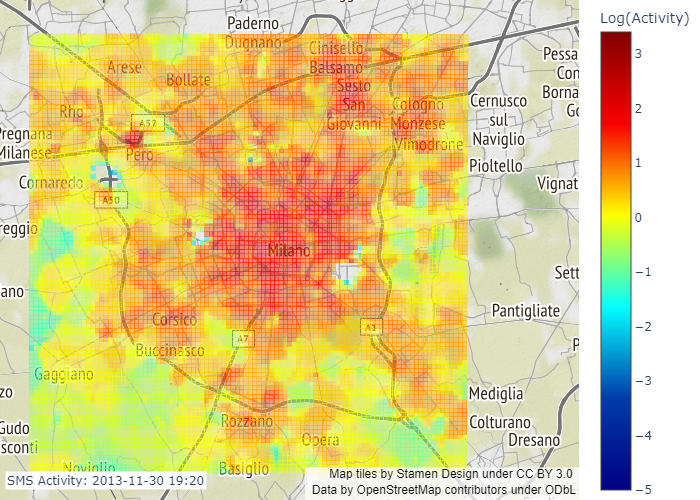 Log(Activity)
Paderno
Dugnano
Cinisello
Balsamo
Arese
Bollate
Sesto
San
Giovanni
Pessa
Con
Borna
Go
Rho
A52
Cologno
Monzese
Cernusco
sul
Naviglio
Pregnana
Milanese
Pero
Vimodrone
Pioltello
Cornaredo
A50
Vignat
reggio
Milano
Sett
ano
Pantigliate
Corsico
A7
A1
Buccinasco
P
Gaggiano
zo
Mediglia
Rozzano
Colturano
Gudo
sconti
Opera
Dresano
Noviglio
Basiglio
SMS Activity: 2013-11-30 19:20
Map tiles by Stamen Design under CC BY 3.0
Data by OpenStreetMap contributors under ODbL
3
2
1
0
−1
−2
−3
−4
−5